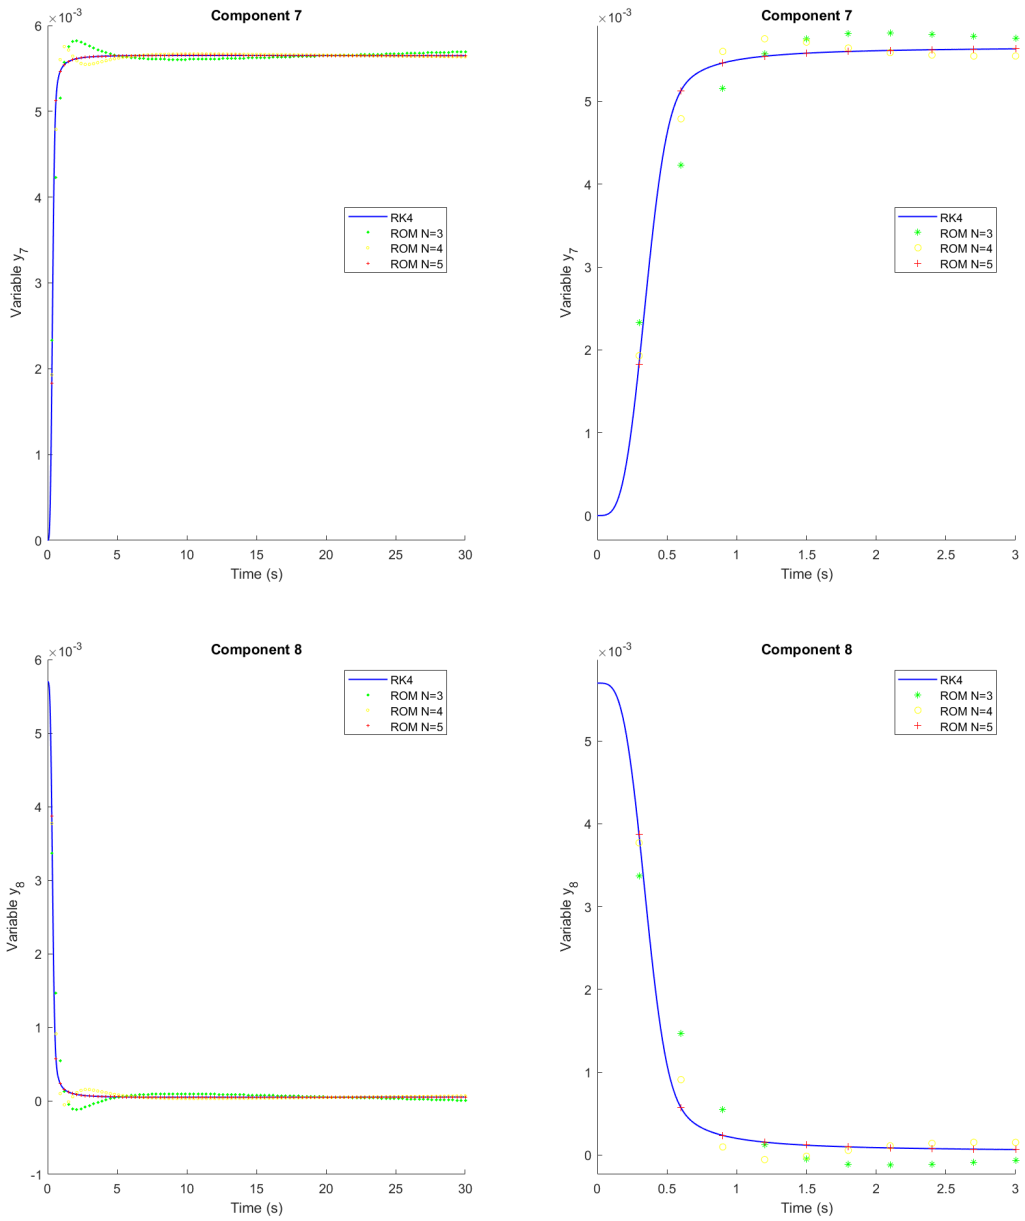 Component 7
×10-3
6
5
4
3
2
1
0
Variable y7
0 5 10 15 20 25 30
Time (s)
RK4
ROM N=3
ROM N=4
ROM N=5
Component 7
×10-3
5
4
3
2
1
0
Variable y7
0 0.5 1 1.5 2 2.5 3
Time (s)
RK4
ROM N=3
ROM N=4
ROM N=5
Component 8
×10-3
6
5
4
3
2
1
0
-1
Variable y8
0 5 10 15 20 25 30
Time (s)
RK4
ROM N=3
ROM N=4
ROM N=5
Component 8
×10-3
5
4
3
2
1
0
Variable y8
0 0.5 1 1.5 2 2.5 3
Time (s)
RK4
ROM N=3
ROM N=4
ROM N=5